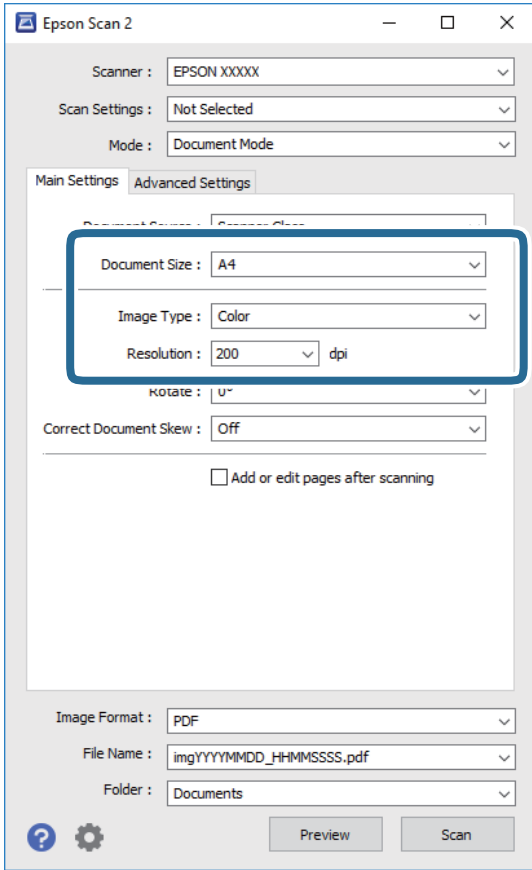 Epson Scan 2
Scanner : EPSON XXXXX
Scan Settings : Not Selected
Mode : Document Mode
Main Settings Advanced Settings
Document Size : A4
Image Type : Color
Resolution : 200 dpi
Rotate : 0°
Correct Document Skew : Off
Add or edit pages after scanning
Image Format : PDF
File Name : imgYYYYMMDD_HHMMSSSS.pdf
Folder : Documents
? Preview Scan